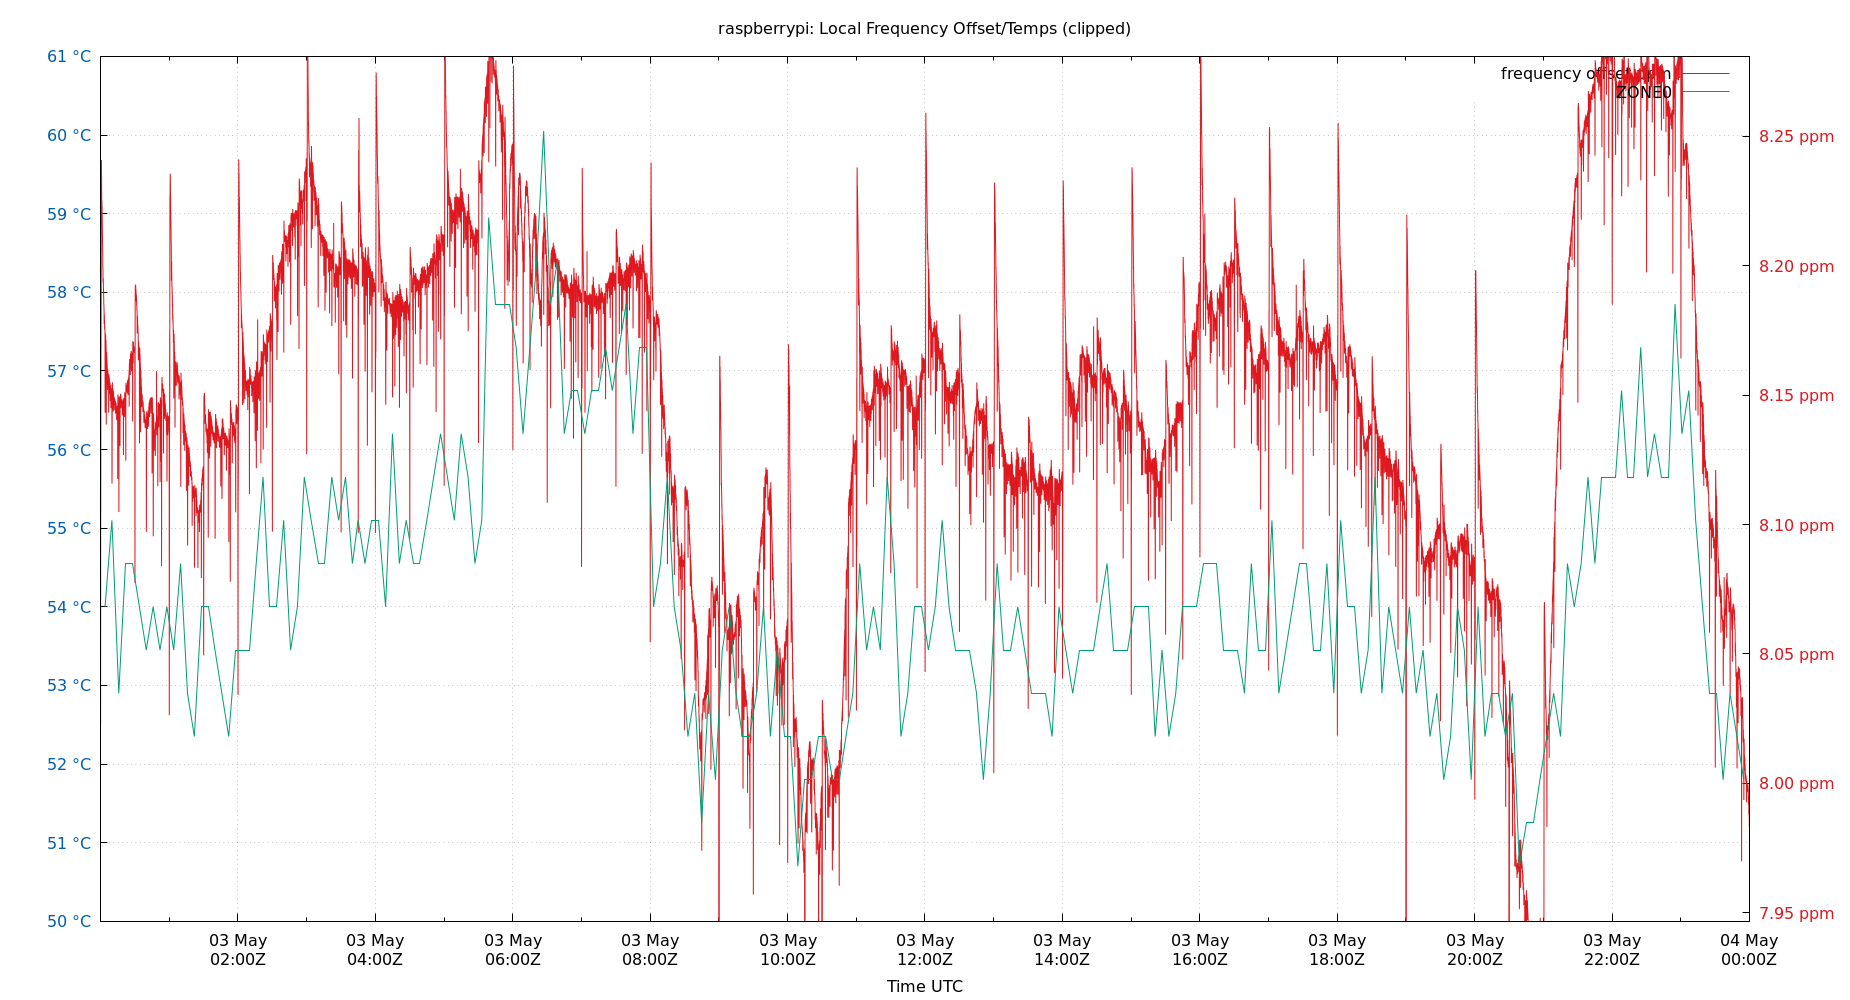 raspberrypi: Local Frequency Offset/Temps (clipped)
61 °C
60 °C
59 °C
58 °C
57 °C
56 °C
55 °C
54 °C
53 °C
52 °C
51 °C
50 °C
frequency offset ppm
ZONE0
8.25 ppm
8.20 ppm
8.15 ppm
8.10 ppm
8.05 ppm
8.00 ppm
7.95 ppm
03 May 03 May 03 May 03 May 03 May 03 May 03 May 03 May 03 May 03 May 03 May 04 May
02:00Z 04:00Z 06:00Z 08:00Z 10:00Z 12:00Z 14:00Z 16:00Z 18:00Z 20:00Z 22:00Z 00:00Z
Time UTC